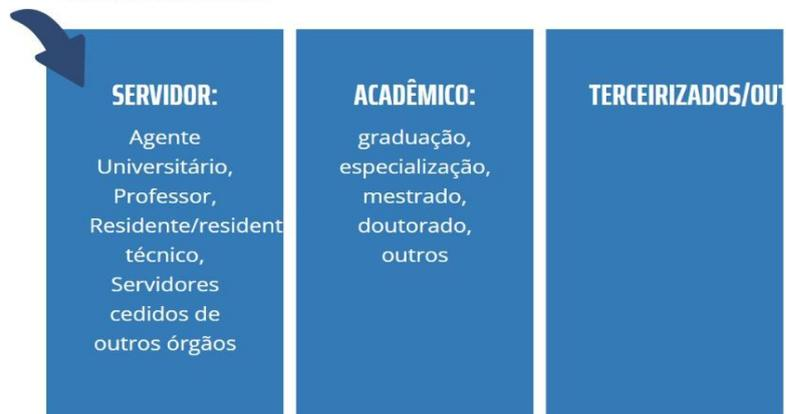 SERVIDOR:
Agente
Universitário,
Professor,
Residente/resident
técnico,
Servidores
cedidos de
outros órgãos
ACADÊMICO:
graduação,
especialização,
mestrado,
doutorado,
outros
TERCEIRIZADOS/OUT